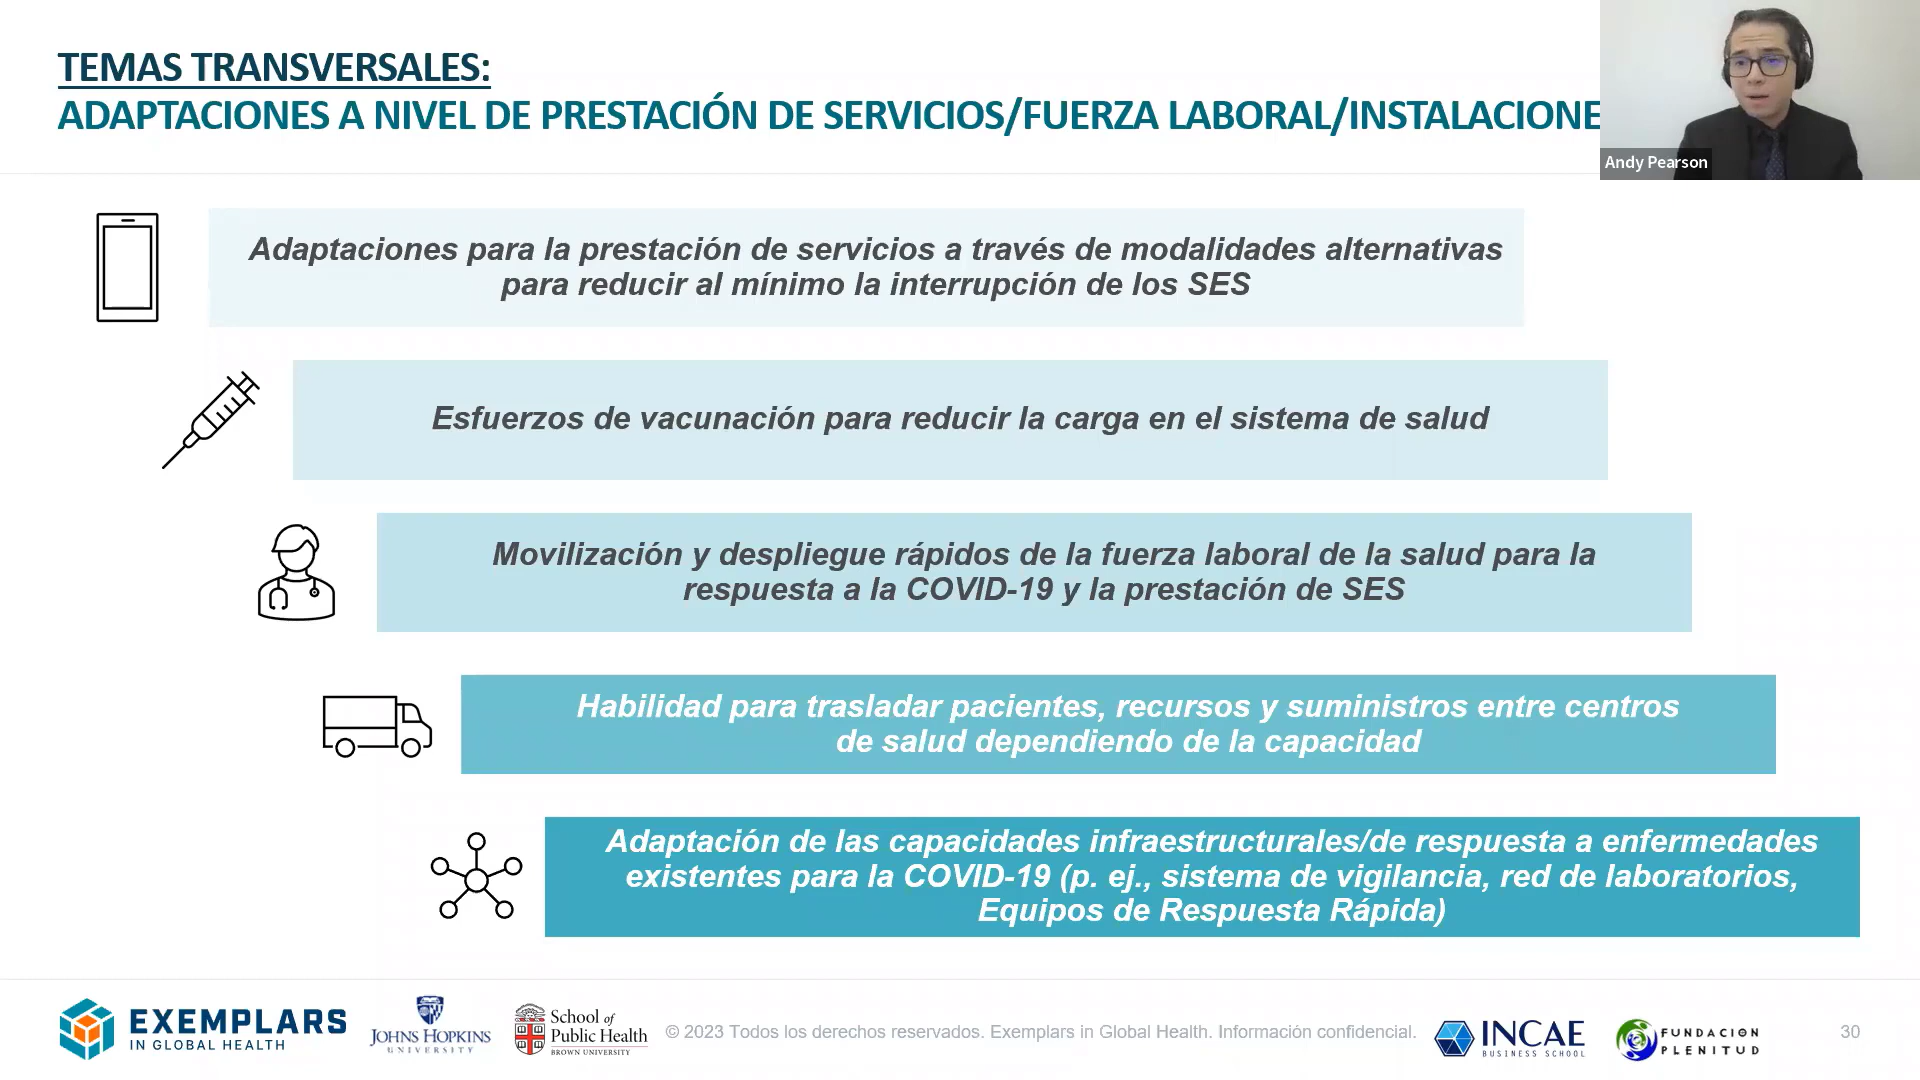 TEMAS TRANSVERSALES:
ADAPTACIONES A NIVEL DE PRESTACIÓN DE SERVICIOS/FUERZA LABORAL/INSTALACIONE
Andy Pearson
Adaptaciones para la prestación de servicios a través de modalidades alternativas
para reducir al mínimo la interrupción de los SES
Esfuerzos de vacunación para reducir la carga en el sistema de salud
Movilización y despliegue rápidos de la fuerza laboral de la salud para la
respuesta a la COVID-19 y la prestación de SES
Habilidad para trasladar pacientes, recursos y suministros entre centros
de salud dependiendo de la capacidad
Adaptación de las capacidades infraestructurales/de respuesta a enfermedades
existentes para la COVID-19 (p. ej., sistema de vigilancia, red de laboratorios,
Equipos de Respuesta Rápida)
EXEMPLARS
IN GLOBAL HEALTH
JOHNS HOPKINS
UNIVERSITY
School of
Public Health
BROWN UNIVERSITY
© 2023 Todos los derechos reservados. Exemplars in Global Health. Información confidencial.
INCAE
BUSINESS SCHOOL
FUNDACION
PLENITUD
30